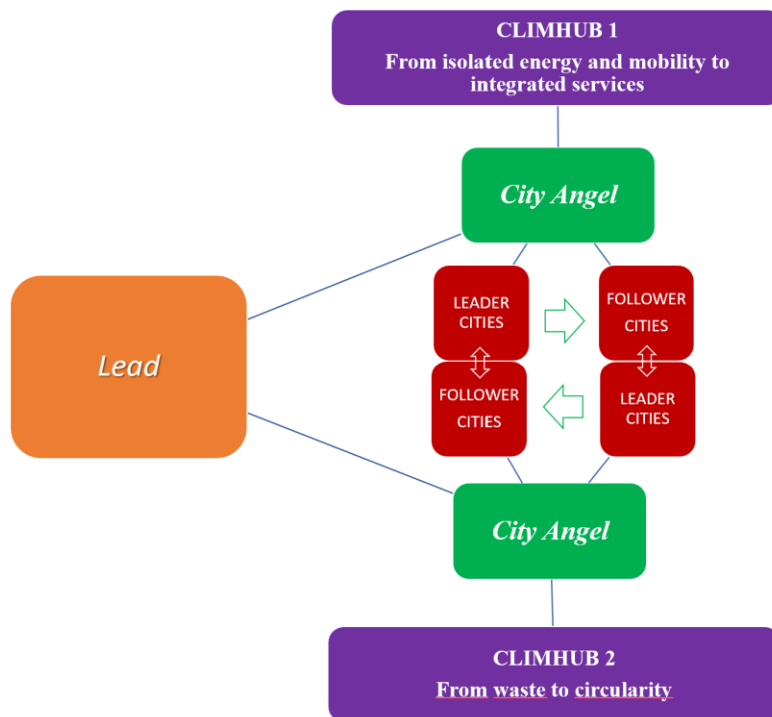 CLIMHUB 1
From isolated energy and mobility to
integrated services
City Angel
LEADER
CITIES
FOLLOWER
CITIES
Lead
FOLLOWER
CITIES
LEADER
CITIES
City Angel
CLIMHUB 2
From waste to circularity